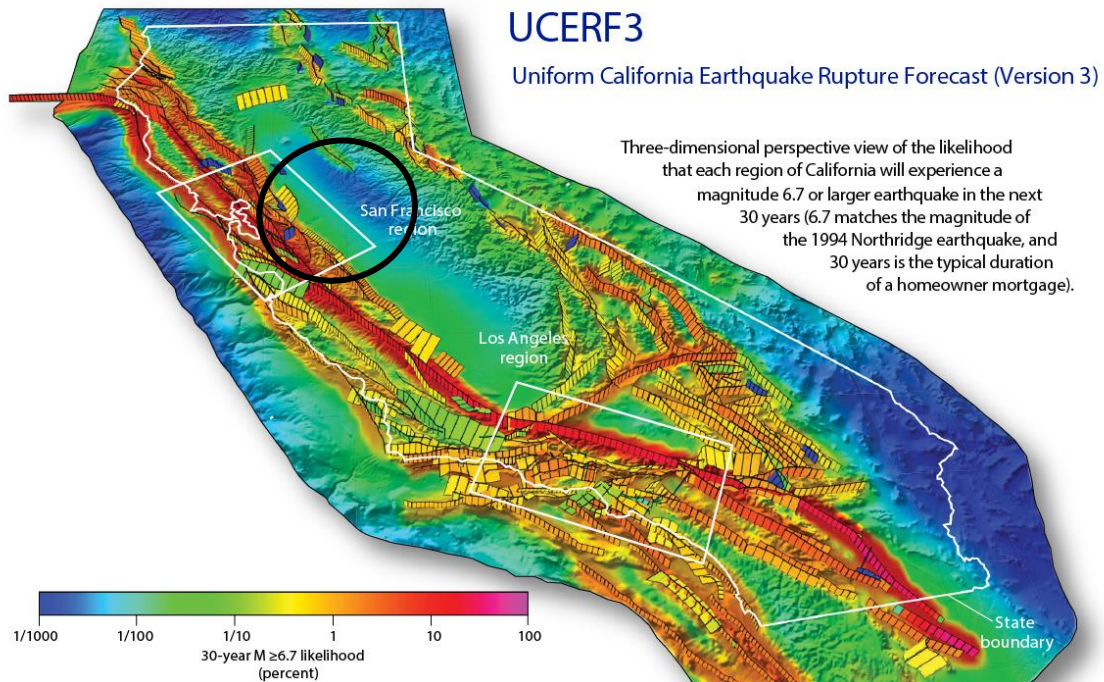 UCERF3
Uniform California Earthquake Rupture Forecast (Version 3)
Three-dimensional perspective view of the likelihood
that each region of California will experience a
magnitude 6.7 or larger earthquake in the next
30 years (6.7 matches the magnitude of
the 1994 Northridge earthquake, and
30 years is the typical duration
of a homeowner mortgage).
San Francisco
region
Los Angeles
region
State
boundary
1/1000 1/100 1/10 1 10 100
30-year M ≥6.7 likelihood
(percent)